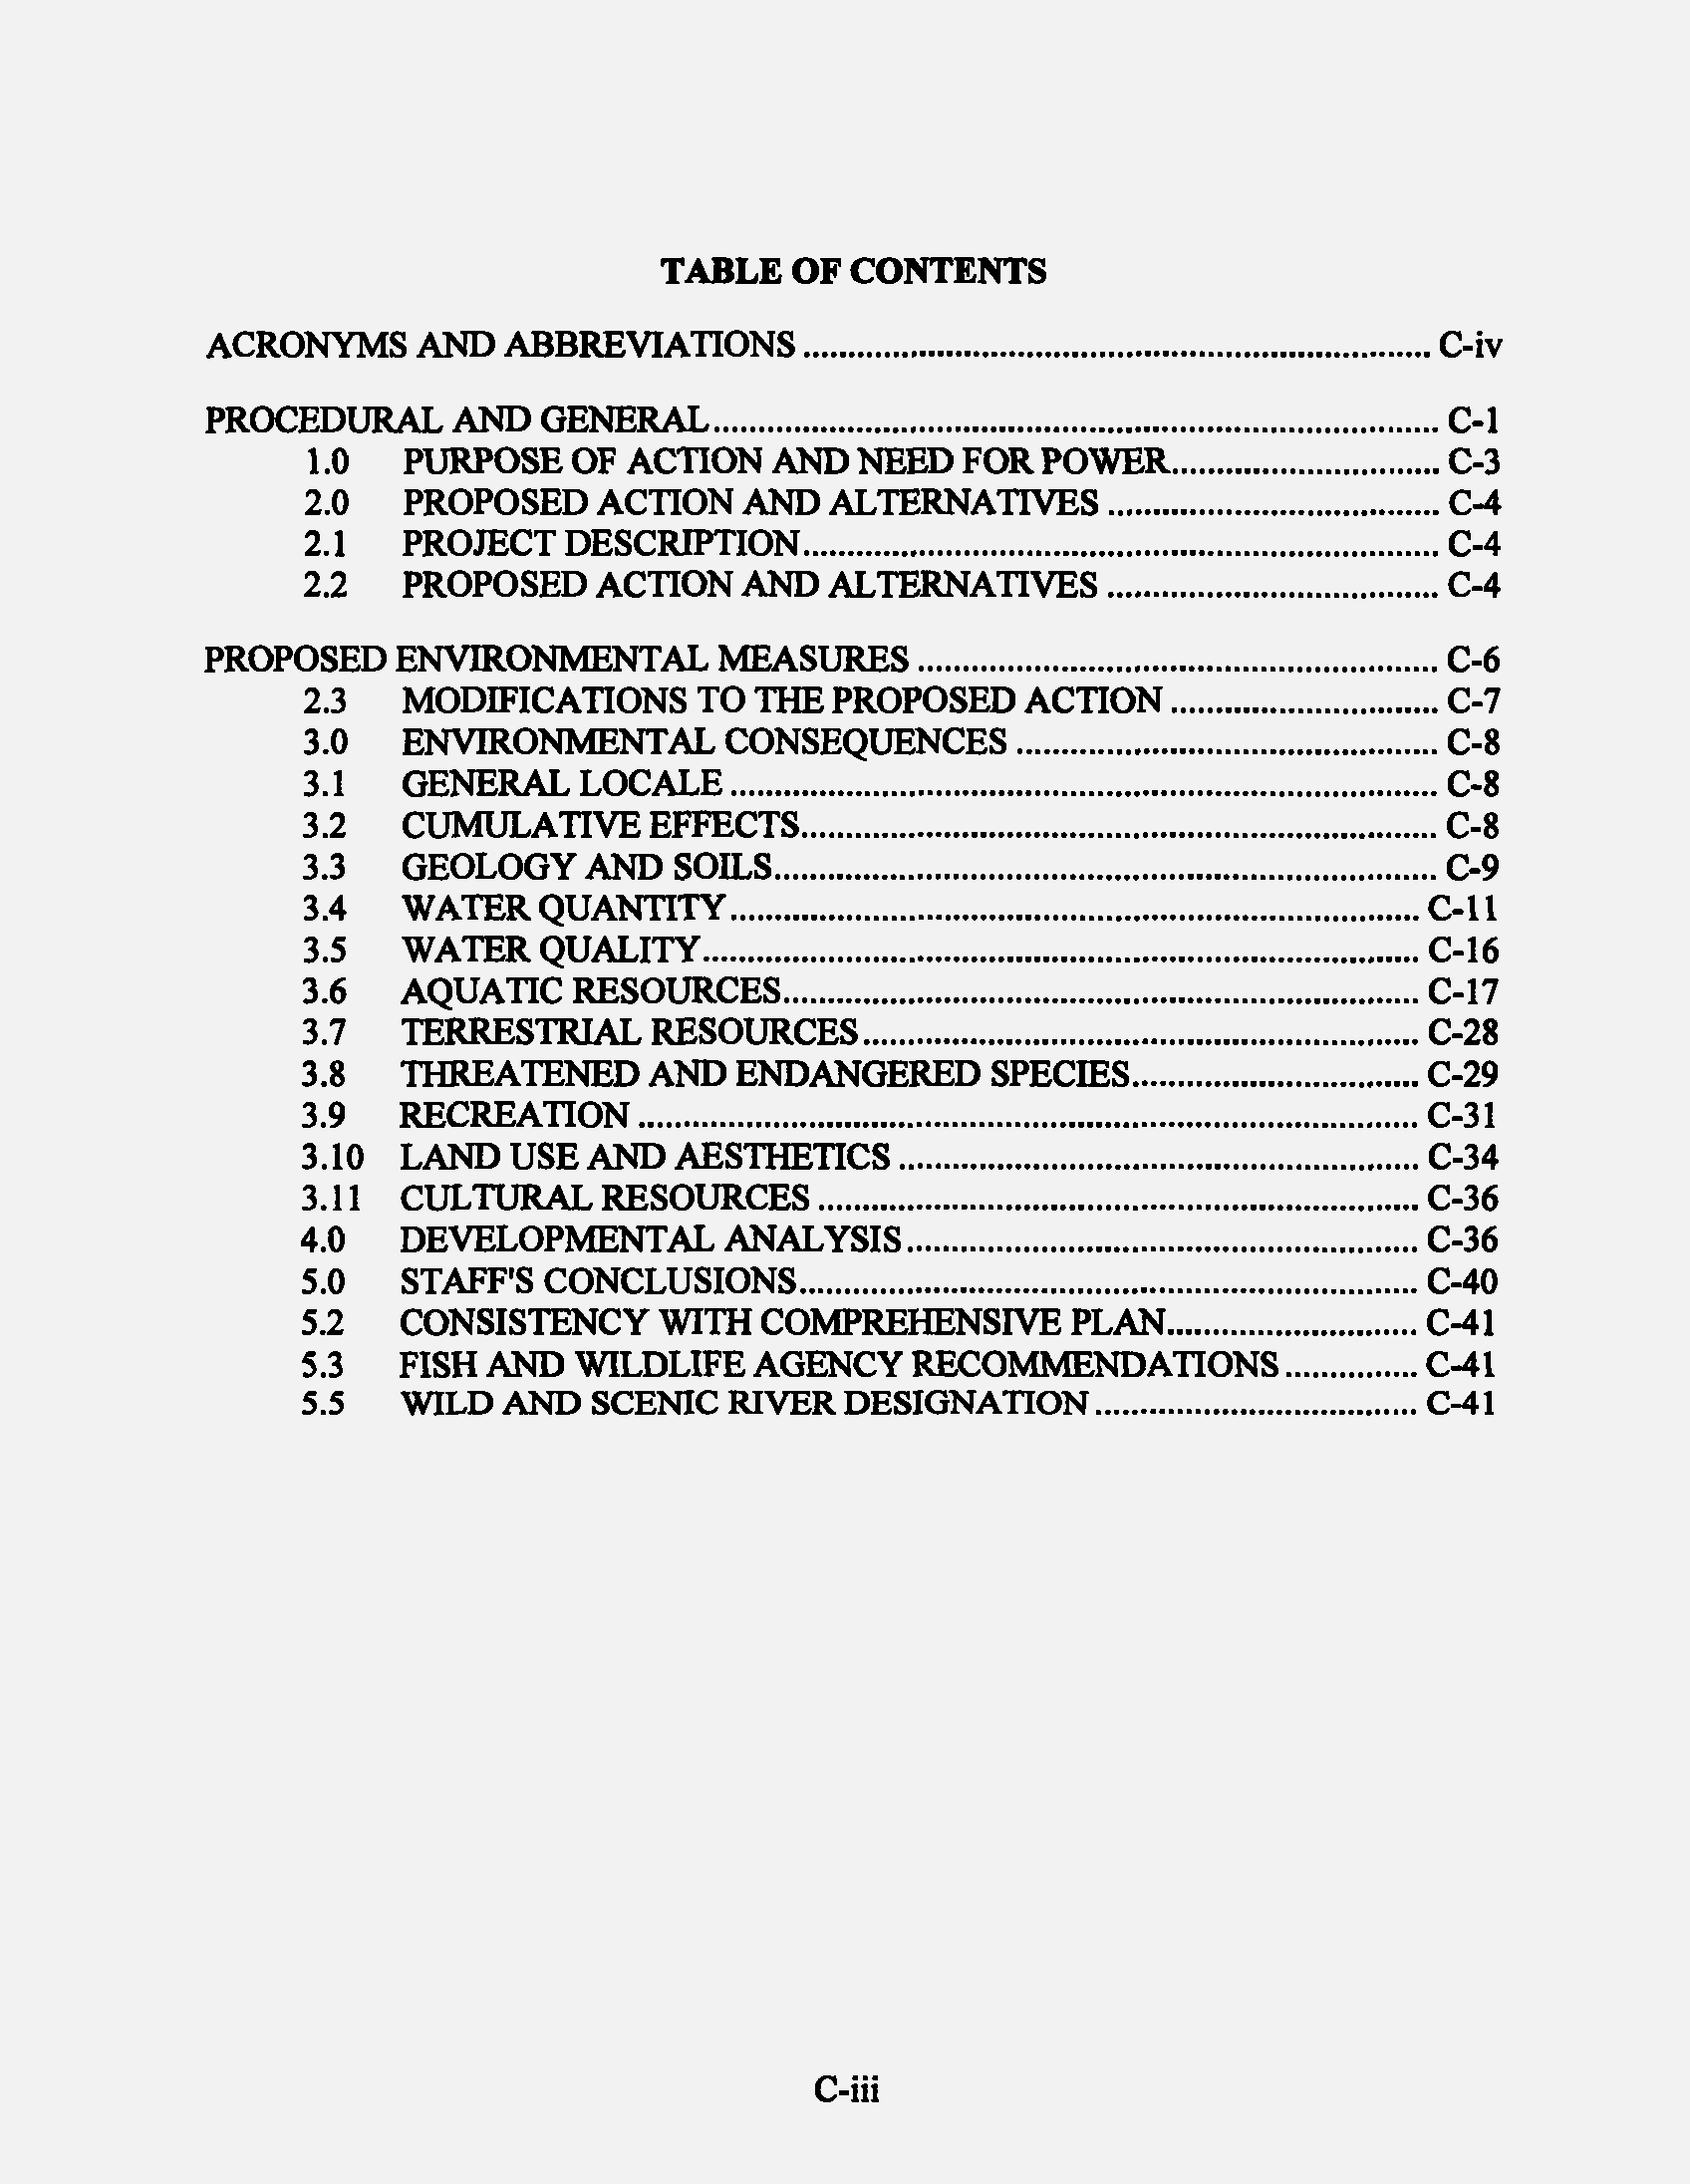 TABLE OF CONTENTS
ACRONYMS AND ABBREVIATIONS ........................................ C-iv
PROCEDURAL AND GENERAL ........................................ C-1
1.0 PURPOSE OF ACTION AND NEED FOR POWER ........................................ C-3
2.0 PROPOSED ACTION AND ALTERNATIVES ........................................ C-4
2.1 PROJECT DESCRIPTION ........................................ C-4
2.2 PROPOSED ACTION AND ALTERNATIVES ........................................ C-4
PROPOSED ENVIRONMENTAL MEASURES ........................................ C-6
2.3 MODIFICATIONS TO THE PROPOSED ACTION ........................................ C-7
3.0 ENVIRONMENTAL CONSEQUENCES ........................................ C-8
3.1 GENERAL LOCALE ........................................ C-8
3.2 CUMULATIVE EFFECTS ........................................ C-8
3.3 GEOLOGY AND SOILS ........................................ C-9
3.4 WATER QUANTITY ........................................ C-11
3.5 WATER QUALITY ........................................ C-16
3.6 AQUATIC RESOURCES ........................................ C-17
3.7 TERRESTRIAL RESOURCES ........................................ C-28
3.8 THREATENED AND ENDANGERED SPECIES ........................................ C-29
3.9 RECREATION ........................................ C-31
3.10 LAND USE AND AESTHETICS ........................................ C-34
3.11 CULTURAL RESOURCES ........................................ C-36
4.0 DEVELOPMENTAL ANALYSIS ........................................ C-36
5.0 STAFF'S CONCLUSIONS ........................................ C-40
5.2 CONSISTENCY WITH COMPREHENSIVE PLAN ........................................ C-41
5.3 FISH AND WILDLIFE AGENCY RECOMMENDATIONS ............... C-41
5.5 WILD AND SCENIC RIVER DESIGNATION ........................................ C-41
C-iii